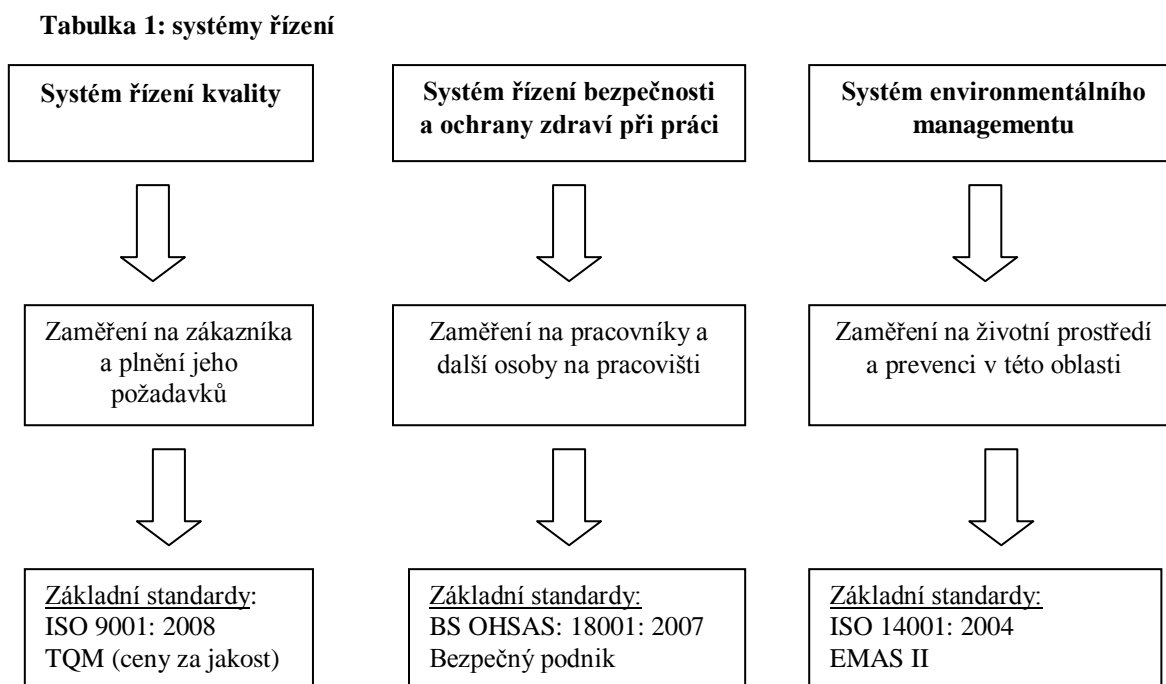 Tabulka 1: systémy řízení
Systém řízení kvality
Systém řízení bezpečnosti
a ochrany zdraví při práci
Systém environmentálního
managementu
Zaměření na zákazníka
a plnění jeho
požadavků
Zaměření na pracovníky a
další osoby na pracovišti
Zaměření na životní prostředí
a prevenci v této oblasti
Základní standardy:
ISO 9001: 2008
TQM (ceny za jakost)
Základní standardy:
BS OHSAS: 18001: 2007
Bezpečný podnik
Základní standardy:
ISO 14001: 2004
EMAS II